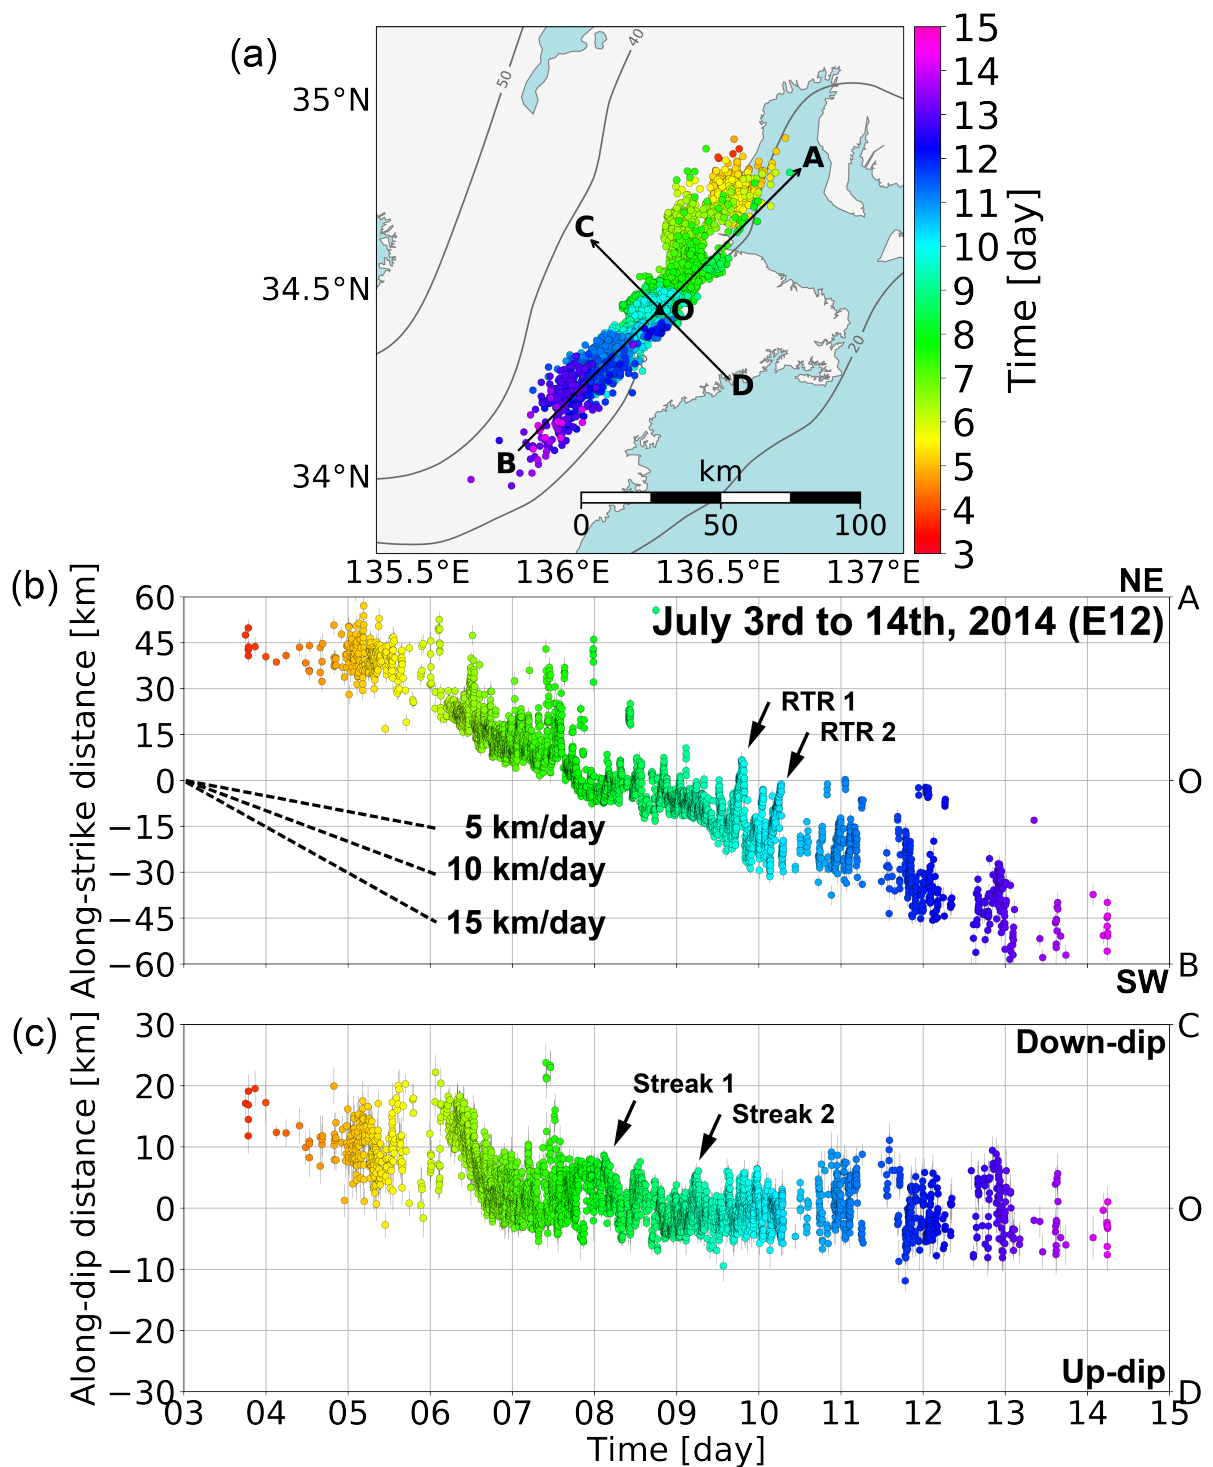 (a)
35°N
34.5°N
34°N
50
40
20
A
C
O
D
B
km
0 50 100
135.5°E 136°E 136.5°E 137°E
15
14
13
12
11
10
9
8
7
6
5
4
3
Time [day]
(b)
NE
Along-strike distance [km]
60
45
30
15
0
−15
−30
−45
−60
July 3rd to 14th, 2014 (E12)
RTR 1
RTR 2
5 km/day
10 km/day
15 km/day
A
O
B
SW
(c)
Along-dip distance [km]
30
20
10
0
−10
−20
−30
Down-dip
Streak 1
Streak 2
Up-dip
C
O
D
03 04 05 06 07 08 09 10 11 12 13 14 15
Time [day]